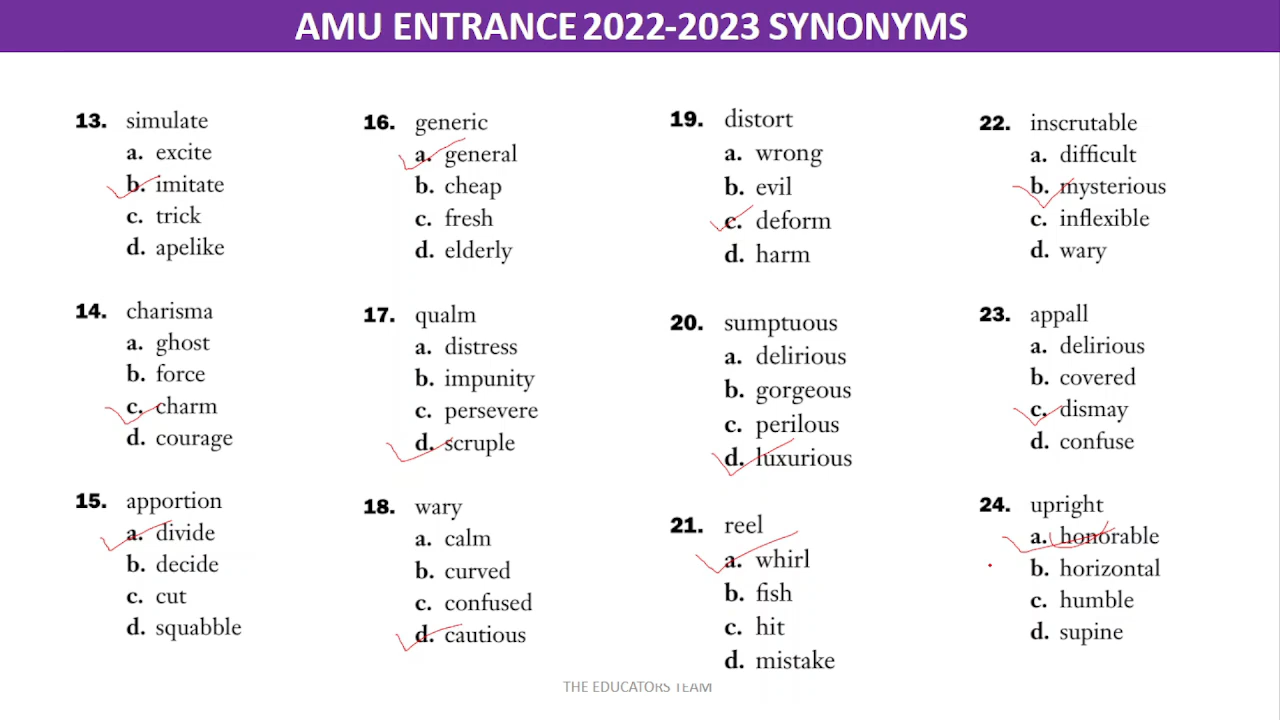 AMU ENTRANCE 2022-2023 SYNONYMS
13. simulate
a. excite
b. imitate
c. trick
d. apelike
14. charisma
a. ghost
b. force
c. charm
d. courage
15. apportion
a. divide
b. decide
c. cut
d. squabble
16. generic
a. general
b. cheap
c. fresh
d. elderly
17. qualm
a. distress
b. impunity
c. persevere
d. scruple
18. wary
a. calm
b. curved
c. confused
d. cautious
19. distort
a. wrong
b. evil
c. deform
d. harm
20. sumptuous
a. delirious
b. gorgeous
c. perilous
d. luxurious
21. reel
a. whirl
b. fish
c. hit
d. mistake
22. inscrutable
a. difficult
b. mysterious
c. inflexible
d. wary
23. appall
a. delirious
b. covered
c. dismay
d. confuse
24. upright
a. honorable
b. horizontal
c. humble
d. supine
THE EDUCATORS TEAM